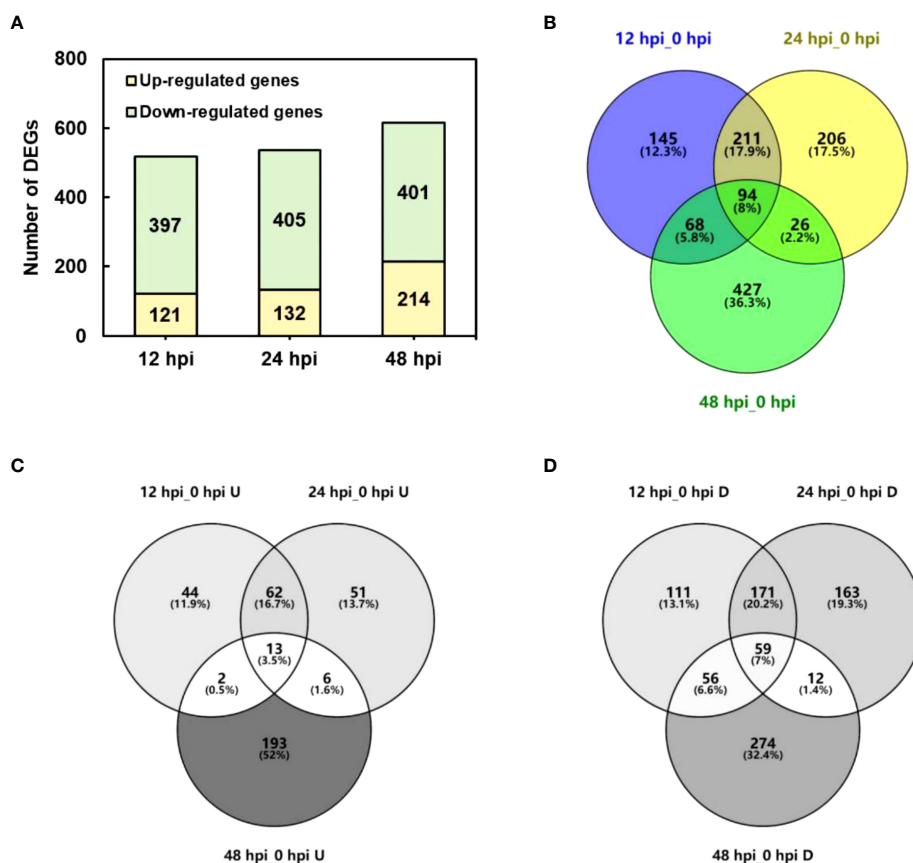 A
B
800
Up-regulated genes
Down-regulated genes
600
400
200
0
Number of DEGs
397
405
401
121
132
214
12 hpi
24 hpi
48 hpi
12 hpi_0 hpi
24 hpi_0 hpi
145
(12.3%)
211
(17.9%)
206
(17.5%)
94
(8%)
68
(5.8%)
26
(2.2%)
427
(36.3%)
48 hpi_0 hpi
C
12 hpi_0 hpi U
24 hpi_0 hpi U
44
(11.9%)
62
(16.7%)
51
(13.7%)
13
(3.5%)
2
(0.5%)
6
(1.6%)
193
(52%)
48 hpi_0 hpi U
D
12 hpi_0 hpi D
24 hpi_0 hpi D
111
(13.1%)
171
(20.2%)
163
(19.3%)
59
(7%)
56
(6.6%)
12
(1.4%)
274
(32.4%)
48 hpi_0 hpi D